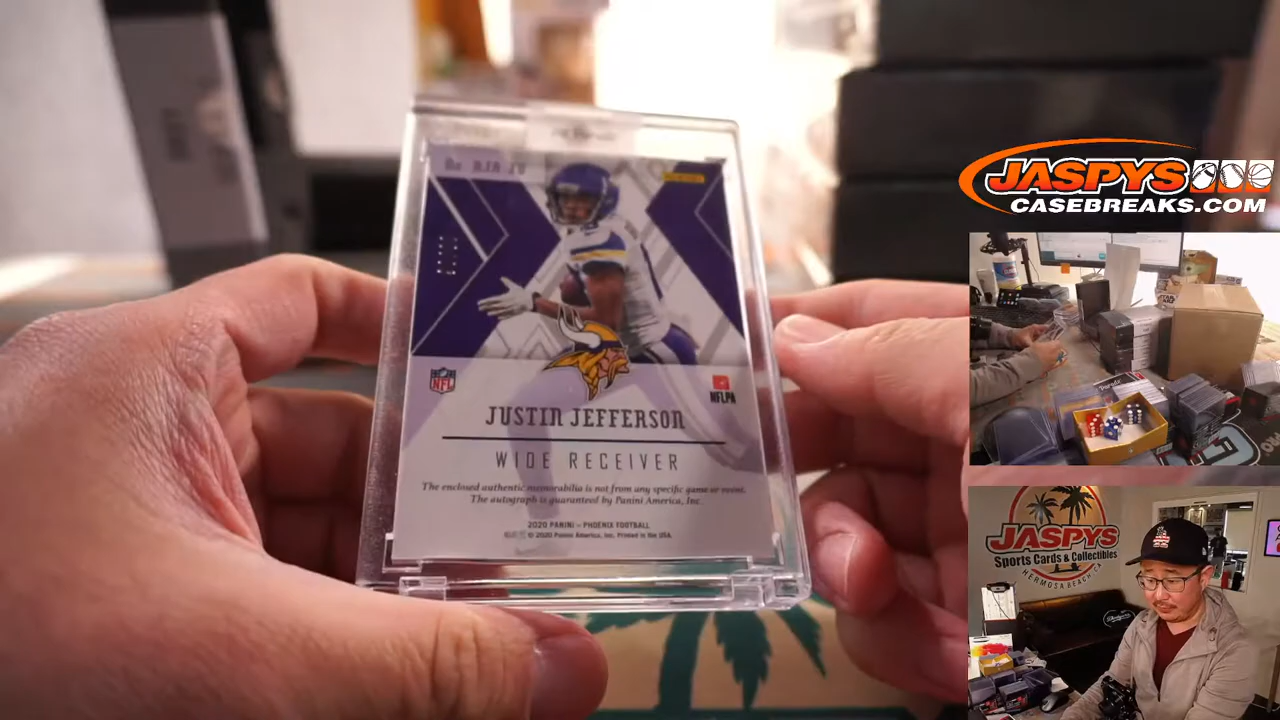 JUSTIN JEFFERSON
WIDE RECEIVER
NFL
NFLPA
The enclosed authentic memorabilia is not from any specific game or event.
The autograph is guaranteed by Panini America, Inc.
2020 PANINI – PHOENIX FOOTBALL
© 2020 Panini America, Inc. Printed in the USA.
JASPYS
CASEBREAKS.COM
JASPYS
Sports Cards & Collectibles
HERMOSA BEACH, CA